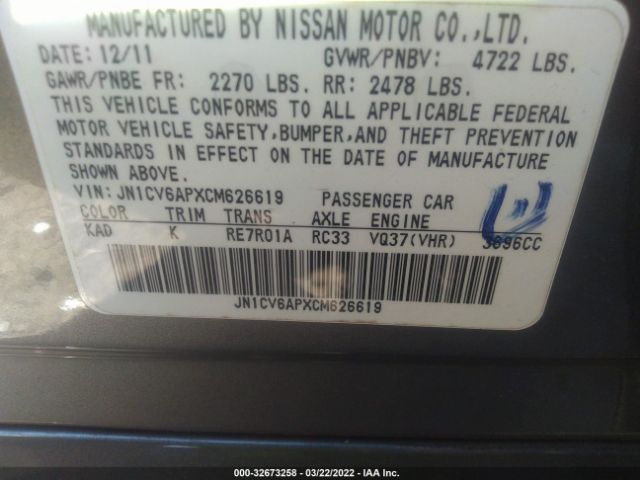 MANUFACTURED BY NISSAN MOTOR CO.,LTD.
DATE: 12/11 GVWR/PNBV: 4722 LBS.
GAWR/PNBE FR: 2270 LBS. RR: 2478 LBS.
THIS VEHICLE CONFORMS TO ALL APPLICABLE FEDERAL
MOTOR VEHICLE SAFETY,BUMPER,AND THEFT PREVENTION
STANDARDS IN EFFECT ON THE DATE OF MANUFACTURE
SHOWN ABOVE.
VIN: JN1CV6APXCM626619 PASSENGER CAR
COLOR TRIM TRANS AXLE ENGINE
KAD K RE7R01A RC33 VQ37(VHR) 3696CC
JN1CV6APXCM626619
000-32673258 - 03/22/2022 - IAA Inc.